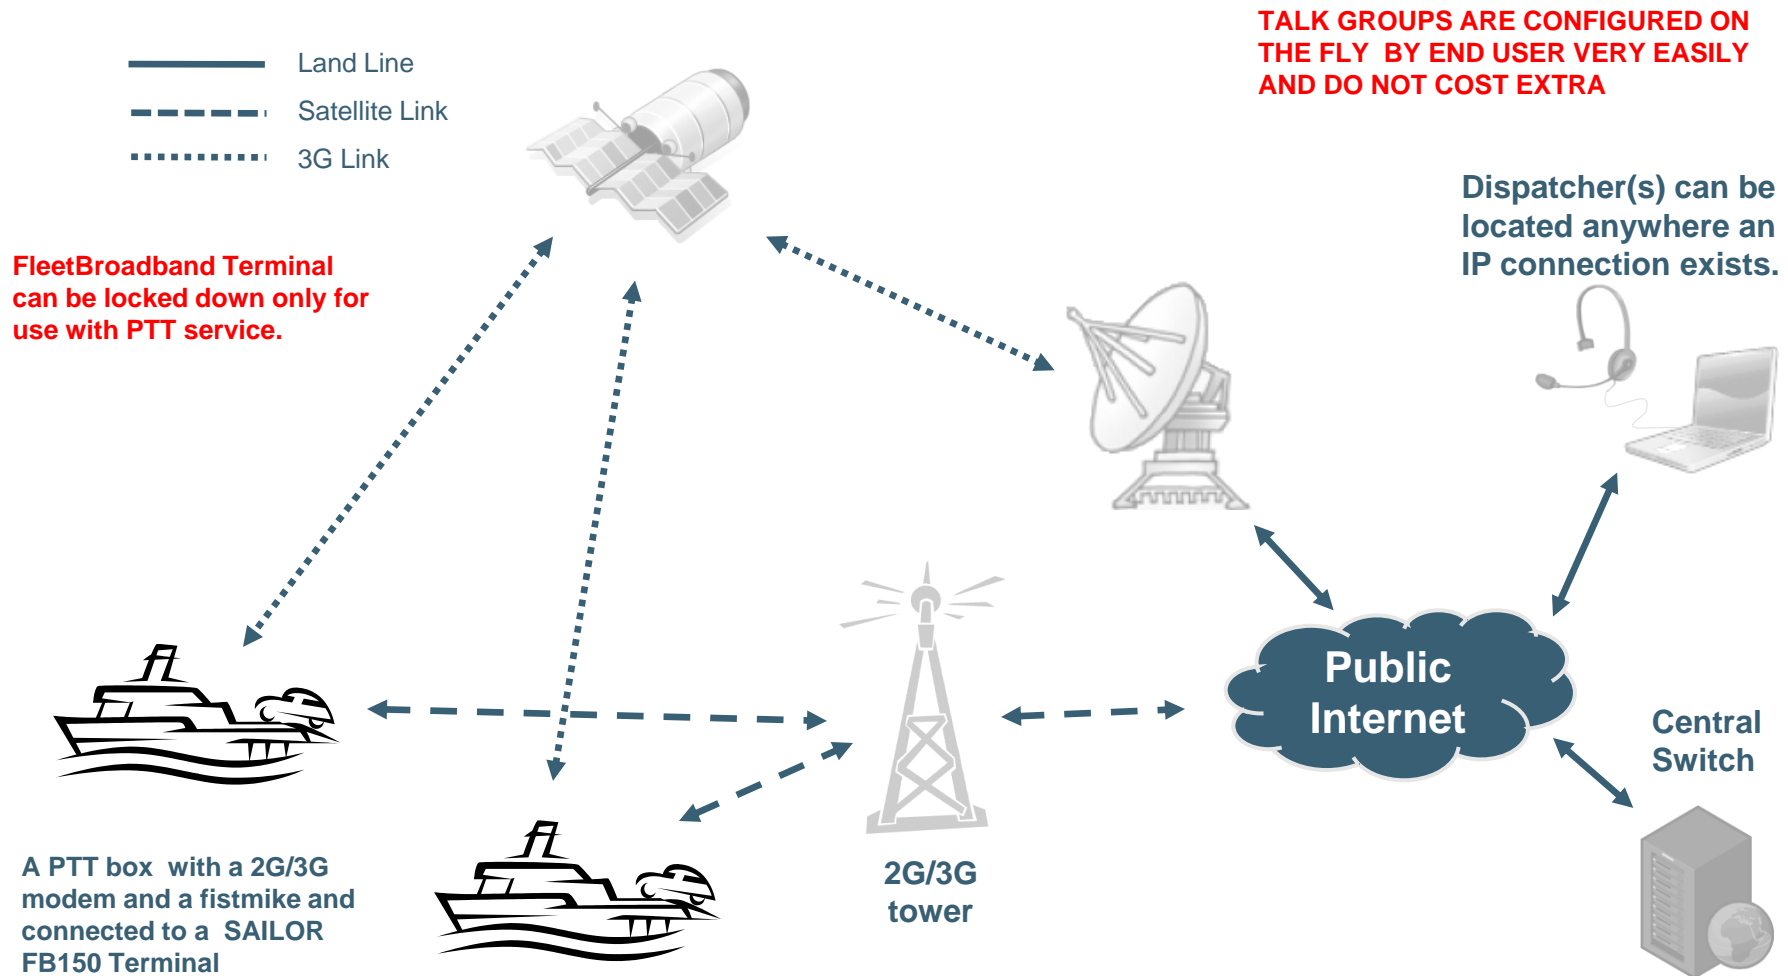 Land Line
Satellite Link
3G Link
TALK GROUPS ARE CONFIGURED ON
THE FLY BY END USER VERY EASILY
AND DO NOT COST EXTRA
Dispatcher(s) can be
located anywhere an
IP connection exists.
FleetBroadband Terminal
can be locked down only for
use with PTT service.
Public
Internet
Central
Switch
A PTT box with a 2G/3G
modem and a fistmike and
connected to a SAILOR
FB150 Terminal
2G/3G
tower